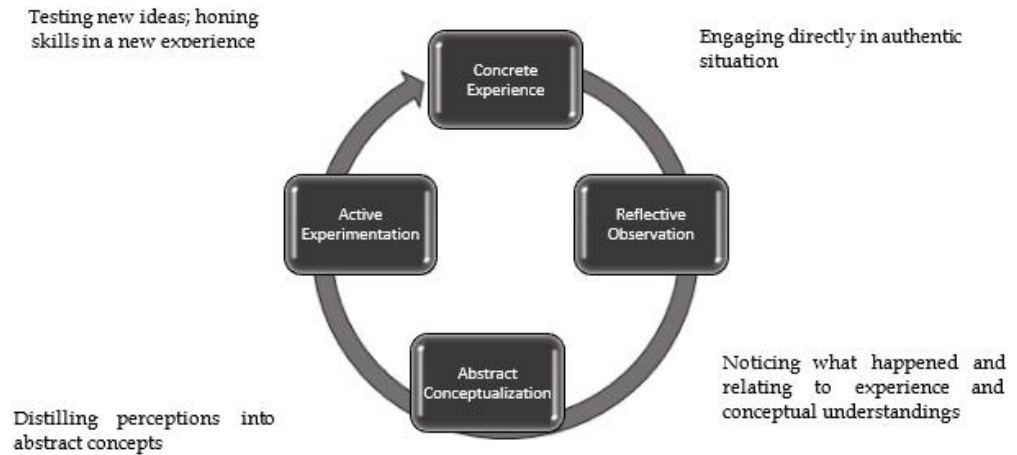 Testing new ideas; honing
skills in a new experience
Engaging directly in authentic
situation
Concrete
Experience
Active
Experimentation
Reflective
Observation
Abstract
Conceptualization
Noticing what happened and
relating to experience and
conceptual understandings
Distilling perceptions into
abstract concepts